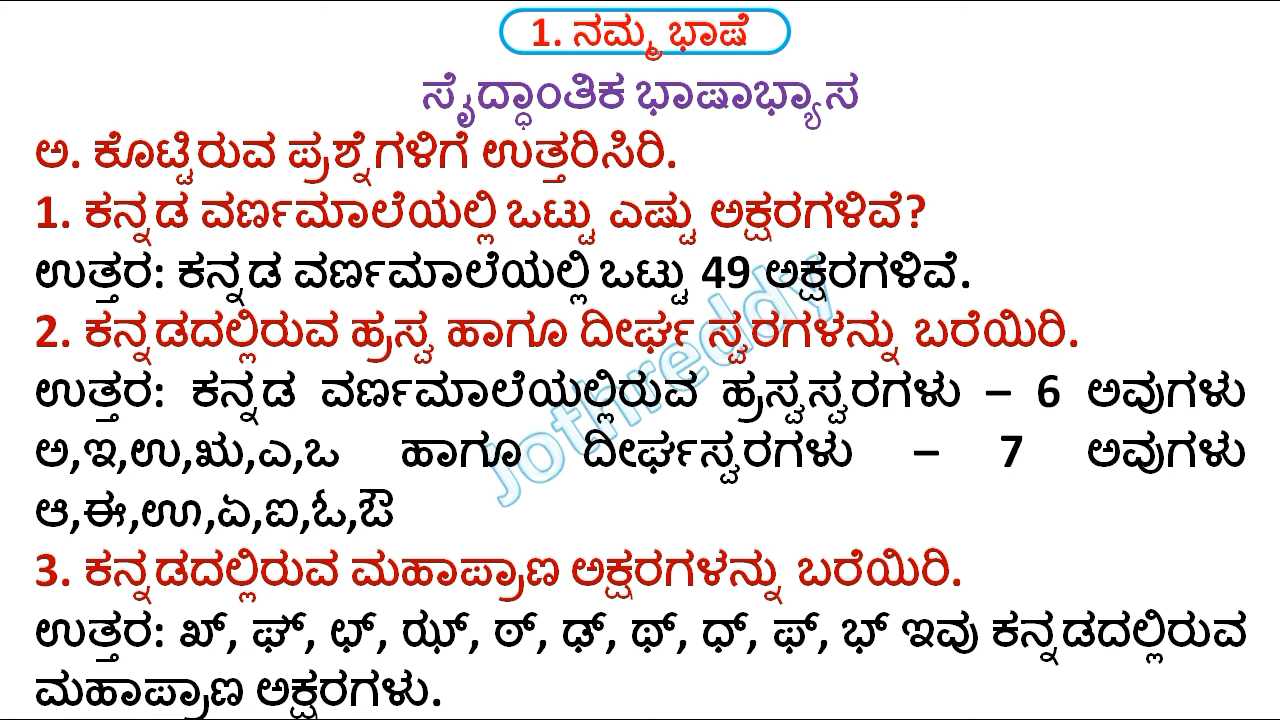 1. ನಮ್ಮ ಭಾಷೆ
ಸೈದ್ಧಾಂತಿಕ ಭಾಷಾಭ್ಯಾಸ
ಅ. ಕೊಟ್ಟಿರುವ ಪ್ರಶ್ನೆಗಳಿಗೆ ಉತ್ತರಿಸಿರಿ.
1. ಕನ್ನಡ ವರ್ಣಮಾಲೆಯಲ್ಲಿ ಒಟ್ಟು ಎಷ್ಟು ಅಕ್ಷರಗಳಿವೆ?
ಉತ್ತರ: ಕನ್ನಡ ವರ್ಣಮಾಲೆಯಲ್ಲಿ ಒಟ್ಟು 49 ಅಕ್ಷರಗಳಿವೆ.
2. ಕನ್ನಡದಲ್ಲಿರುವ ಹ್ರಸ್ವ ಹಾಗೂ ದೀರ್ಘ ಸ್ವರಗಳನ್ನು ಬರೆಯಿರಿ.
ಉತ್ತರ: ಕನ್ನಡ ವರ್ಣಮಾಲೆಯಲ್ಲಿರುವ ಹ್ರಸ್ವಸ್ವರಗಳು – 6 ಅವುಗಳು
ಅ,ಇ,ಉ,ಋ,ಎ,ಒ ಹಾಗೂ ದೀರ್ಘಸ್ವರಗಳು – 7 ಅವುಗಳು
ಆ,ಈ,ಊ,ಏ,ಐ,ಓ,ಔ
3. ಕನ್ನಡದಲ್ಲಿರುವ ಮಹಾಪ್ರಾಣ ಅಕ್ಷರಗಳನ್ನು ಬರೆಯಿರಿ.
ಉತ್ತರ: ಖ್, ಘ್, ಛ್, ಝ್, ಠ್, ಢ್, ಥ್, ಧ್, ಫ್, ಭ್ ಇವು ಕನ್ನಡದಲ್ಲಿರುವ
ಮಹಾಪ್ರಾಣ ಅಕ್ಷರಗಳು.
Jothreddy